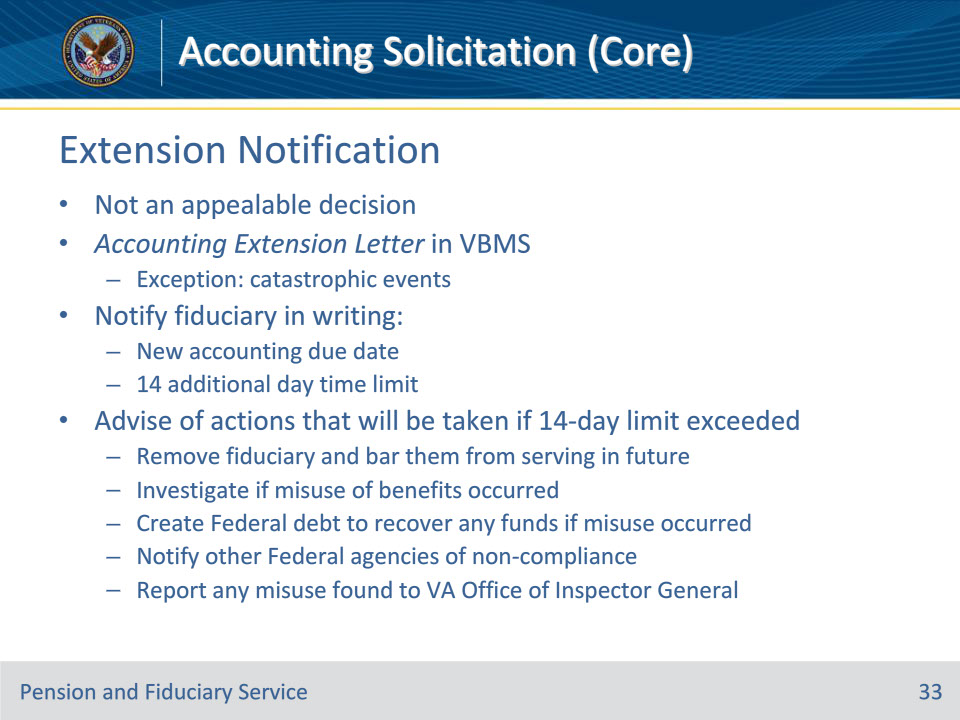 Accounting Solicitation (Core)
Extension Notification
• Not an appealable decision
• Accounting Extension Letter in VBMS
– Exception: catastrophic events
• Notify fiduciary in writing:
– New accounting due date
– 14 additional day time limit
• Advise of actions that will be taken if 14-day limit exceeded
– Remove fiduciary and bar them from serving in future
– Investigate if misuse of benefits occurred
– Create Federal debt to recover any funds if misuse occurred
– Notify other Federal agencies of non-compliance
– Report any misuse found to VA Office of Inspector General
Pension and Fiduciary Service
33